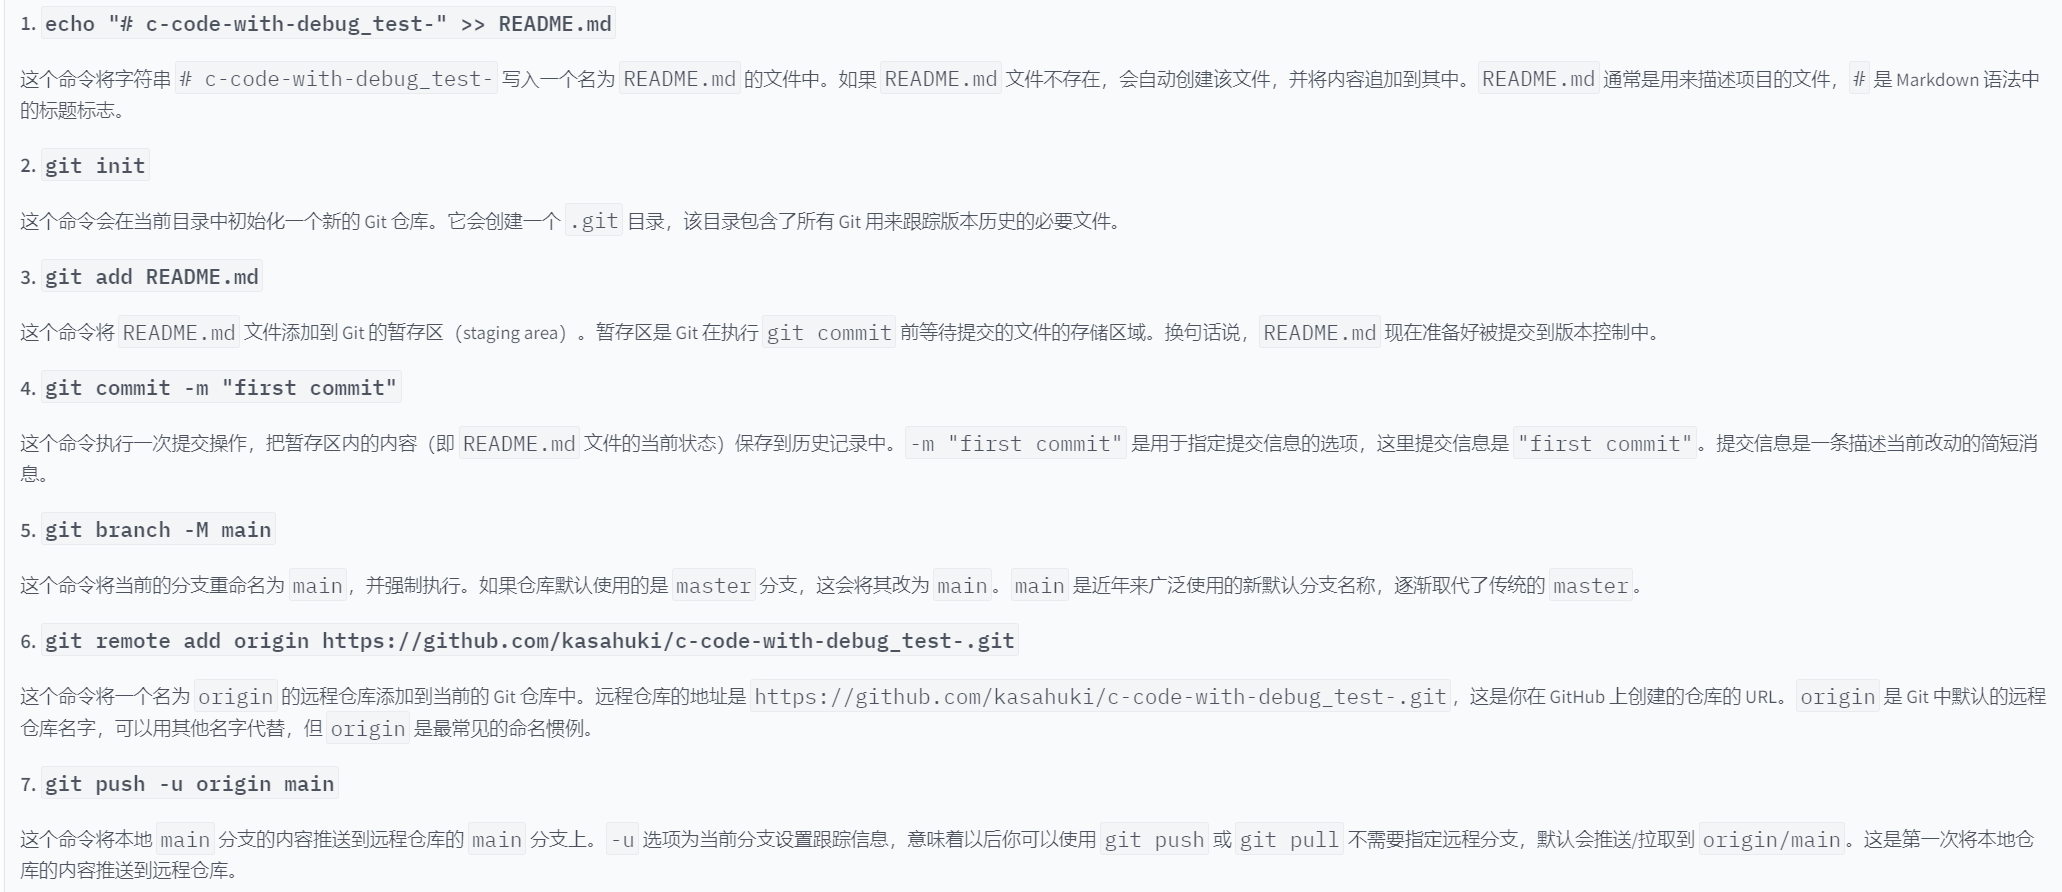 1. echo "# c-code-with-debug_test-" >> README.md
这个命令将字符串 # c-code-with-debug_test- 写入一个名为 README.md 的文件中。如果 README.md 文件不存在，会自动创建该文件，并将内容追加到其中。README.md 通常是用来描述项目的文件，# 是 Markdown 语法中
的标题标志。
2. git init
这个命令会在当前目录中初始化一个新的 Git 仓库。它会创建一个 .git 目录，该目录包含了所有 Git 用来跟踪版本历史的必要文件。
3. git add README.md
这个命令将 README.md 文件添加到 Git 的暂存区（staging area）。暂存区是 Git 在执行 git commit 前等待提交的文件的存储区域。换句话说，README.md 现在准备好被提交到版本控制中。
4. git commit -m "first commit"
这个命令执行一次提交操作，把暂存区内的内容（即 README.md 文件的当前状态）保存到历史记录中。-m "first commit" 是用于指定提交信息的选项，这里提交信息是 "first commit"。提交信息是一条描述当前改动的简短消
息。
5. git branch -M main
这个命令将当前的分支重命名为 main，并强制执行。如果仓库默认使用的是 master 分支，这会将其改为 main。main 是近年来广泛使用的新默认分支名称，逐渐取代了传统的 master。
6. git remote add origin https://github.com/kasahuki/c-code-with-debug_test-.git
这个命令将一个名为 origin 的远程仓库添加到当前的 Git 仓库中。远程仓库的地址是 https://github.com/kasahuki/c-code-with-debug_test-.git，这是你在 GitHub 上创建的仓库的 URL。origin 是 Git 中默认的远程
仓库名字，可以用其他名字代替，但 origin 是最常见的命名惯例。
7. git push -u origin main
这个命令将本地 main 分支的内容推送到远程仓库的 main 分支上。-u 选项为当前分支设置跟踪信息，意味着以后你可以使用 git push 或 git pull 不需要指定远程分支，默认会推送/拉取到 origin/main。这是第一次将本地仓
库的内容推送到远程仓库。